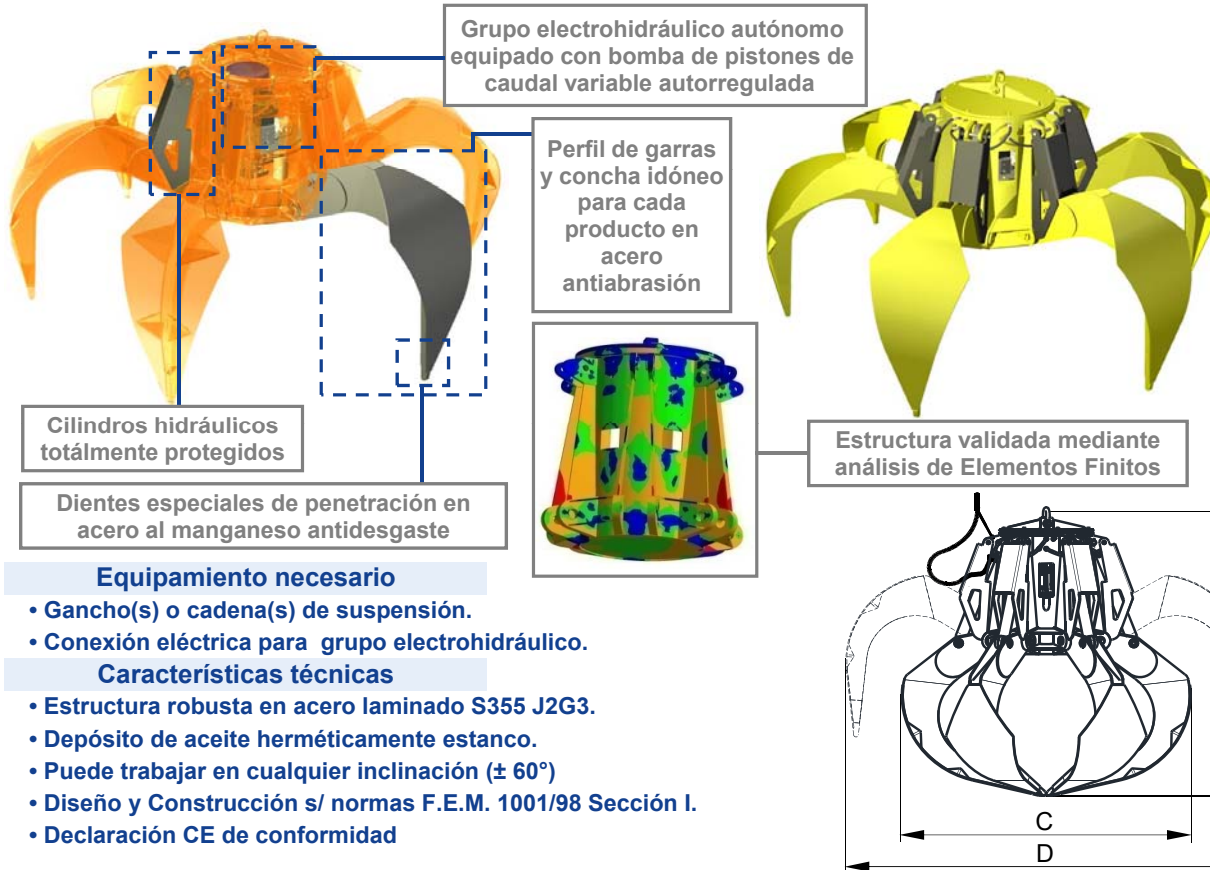 Grupo electrohidráulico autónomo
equipado con bomba de pistones de
caudal variable autorregulada
Perfil de garras
y concha idóneo
para cada
producto en
acero
antiabrasión
Cilindros hidráulicos
totálmente protegidos
Estructura validada mediante
análisis de Elementos Finitos
Dientes especiales de penetración en
acero al manganeso antidesgaste
Equipamiento necesario
• Gancho(s) o cadena(s) de suspensión.
• Conexión eléctrica para grupo electrohidráulico.
Características técnicas
• Estructura robusta en acero laminado S355 J2G3.
• Depósito de aceite herméticamente estanco.
• Puede trabajar en cualquier inclinación (± 60°)
• Diseño y Construcción s/ normas F.E.M. 1001/98 Sección I.
• Declaración CE de conformidad
C
D